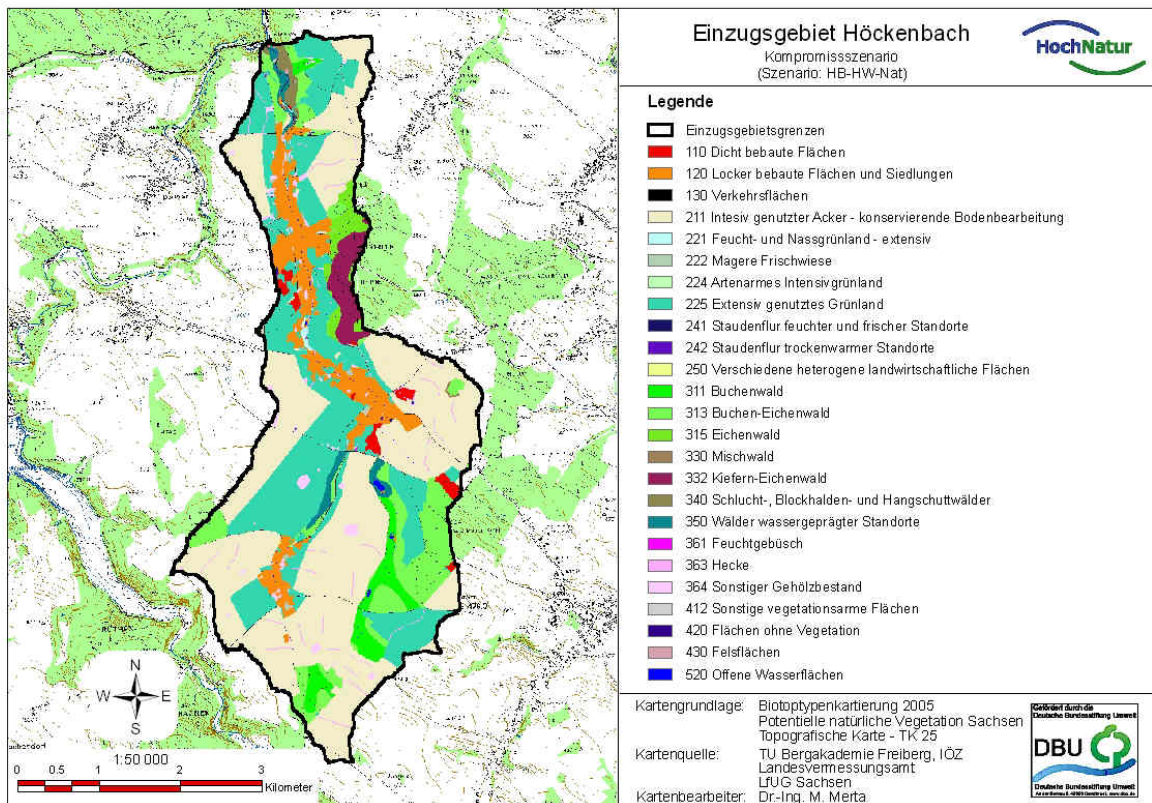 Einzugsgebiet Höckenbach
Kompromissszenario
(Szenario: HB-HW-Nat)
HochNatur
Legende
Einzugsgebietsgrenzen
110 Dicht bebaute Flächen
120 Locker bebaute Flächen und Siedlungen
130 Verkehrsflächen
211 Intesiv genutzter Acker - konservierende Bodenbearbeitung
221 Feucht- und Nassgrünland - extensiv
222 Magere Frischwiese
224 Artenarmes Intensivgrünland
225 Extensiv genutztes Grünland
241 Staudenflur feuchter und frischer Standorte
242 Staudenflur trockenwarmer Standorte
250 Verschiedene heterogene landwirtschaftliche Flächen
311 Buchenwald
313 Buchen-Eichenwald
315 Eichenwald
330 Mischwald
332 Kiefern-Eichenwald
340 Schlucht-, Blockhalden- und Hangschuttwälder
350 Wälder wassergeprägter Standorte
361 Feuchtgebüsch
363 Hecke
364 Sonstiger Gehölzbestand
412 Sonstige vegetationsarme Flächen
420 Flächen ohne Vegetation
430 Felsflächen
520 Offene Wasserflächen
N
W E
S
1:50 000
0 0.5 1 2 3
Kilometer
Kartengrundlage: Biotoptypenkartierung 2005
Potentielle natürliche Vegetation Sachsen
Topografische Karte - TK 25
Kartenquelle: TU Bergakademie Freiberg, IÖZ
Landesvermessungsamt
LfUG Sachsen
Kartenbearbeiter: Dr.-Ing. M. Merta
Gefördert durch die
Deutsche Bundesstiftung Umwelt
DBU
Deutsche Bundesstiftung Umwelt